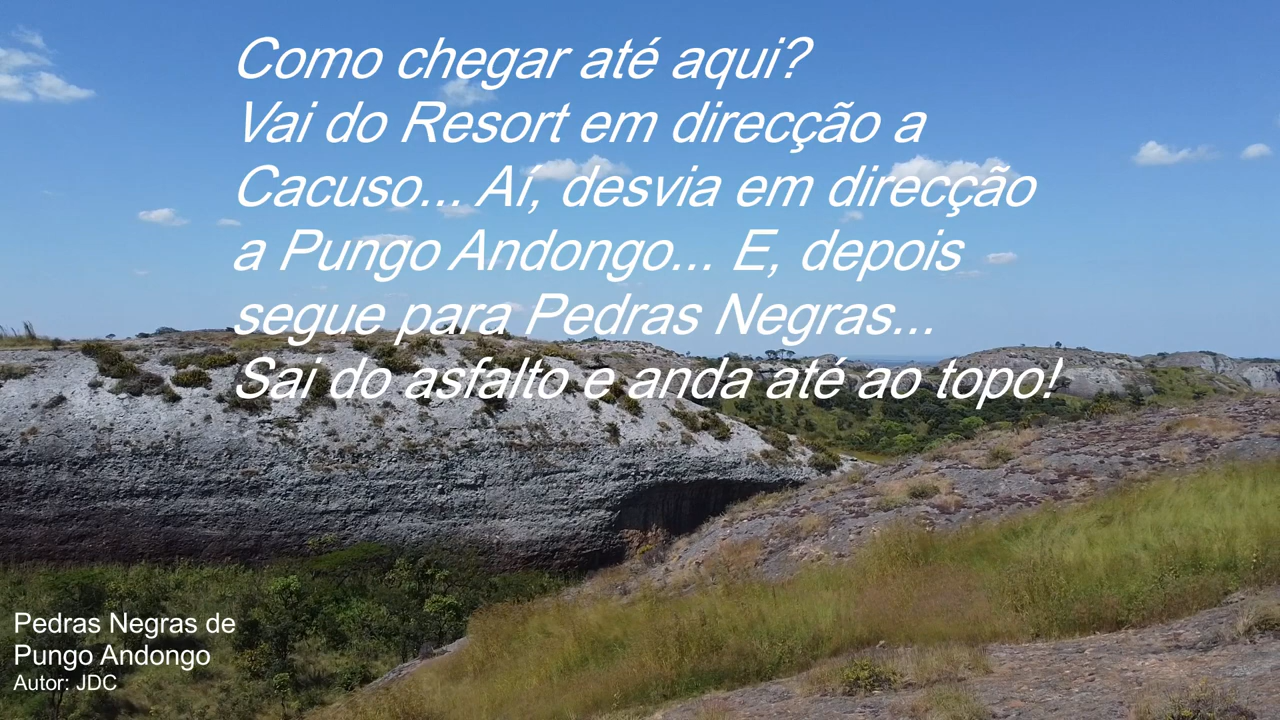 Como chegar até aqui?
Vai do Resort em direcção a
Cacuso... Aí, desvia em direcção
a Pungo Andongo... E, depois
segue para Pedras Negras...
Sai do asfalto e anda até ao topo!
Pedras Negras de
Pungo Andongo
Autor: JDC